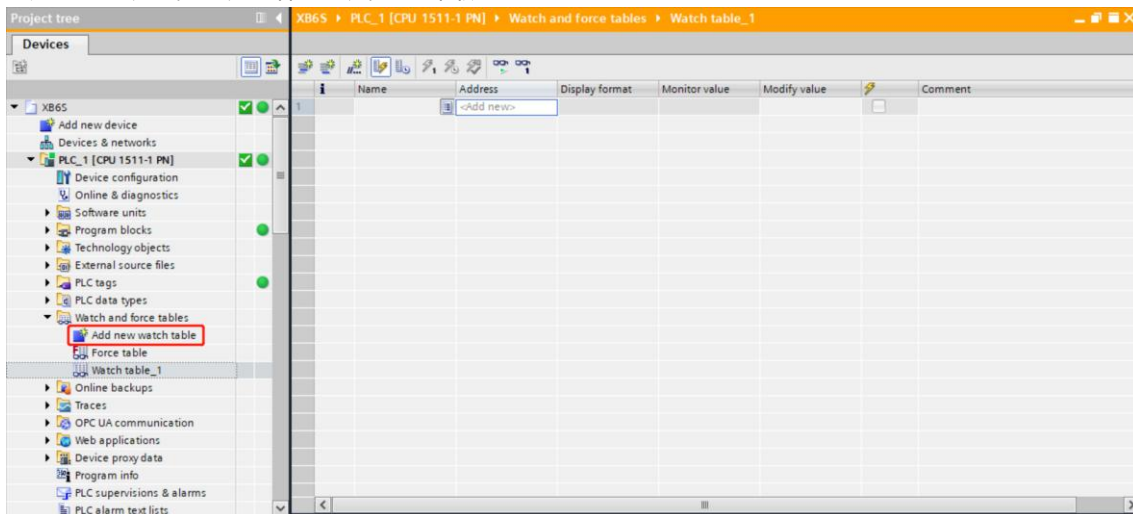 Project tree
XB6S ▸ PLC_1 [CPU 1511-1 PN] ▸ Watch and force tables ▸ Watch table_1
Devices
i Name Address Display format Monitor value Modify value Comment
1 <Add new>
XB6S
Add new device
Devices & networks
PLC_1 [CPU 1511-1 PN]
Device configuration
Online & diagnostics
Software units
Program blocks
Technology objects
External source files
PLC tags
PLC data types
Watch and force tables
Add new watch table
Force table
Watch table_1
Online backups
Traces
OPC UA communication
Web applications
Device proxy data
Program info
PLC supervisions & alarms
PLC alarm text lists